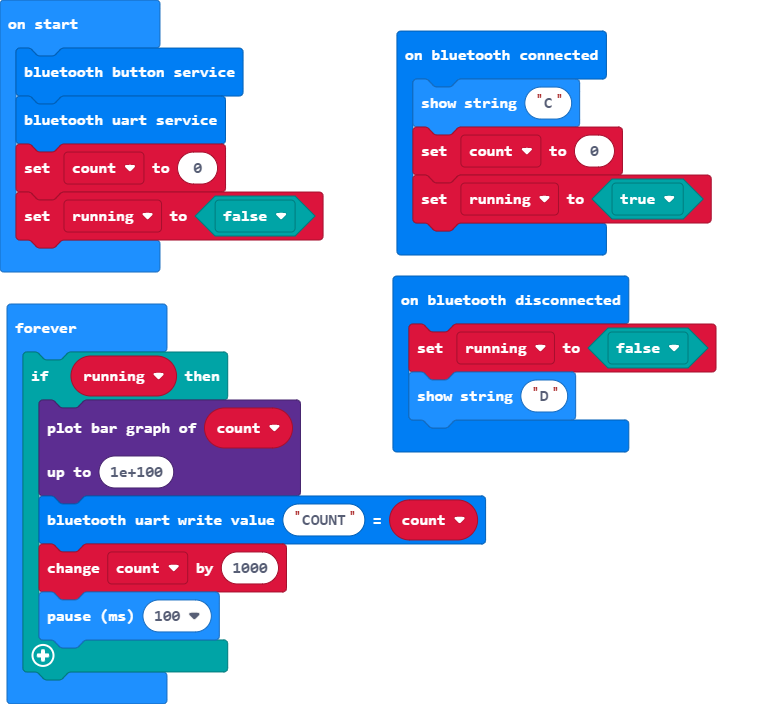 on start
bluetooth button service
bluetooth uart service
set count to 0
set running to false
on bluetooth connected
show string "C"
set count to 0
set running to true
on bluetooth disconnected
set running to false
show string "D"
forever
if running then
plot bar graph of count
up to 1e+100
bluetooth uart write value "COUNT" = count
change count by 1000
pause (ms) 100